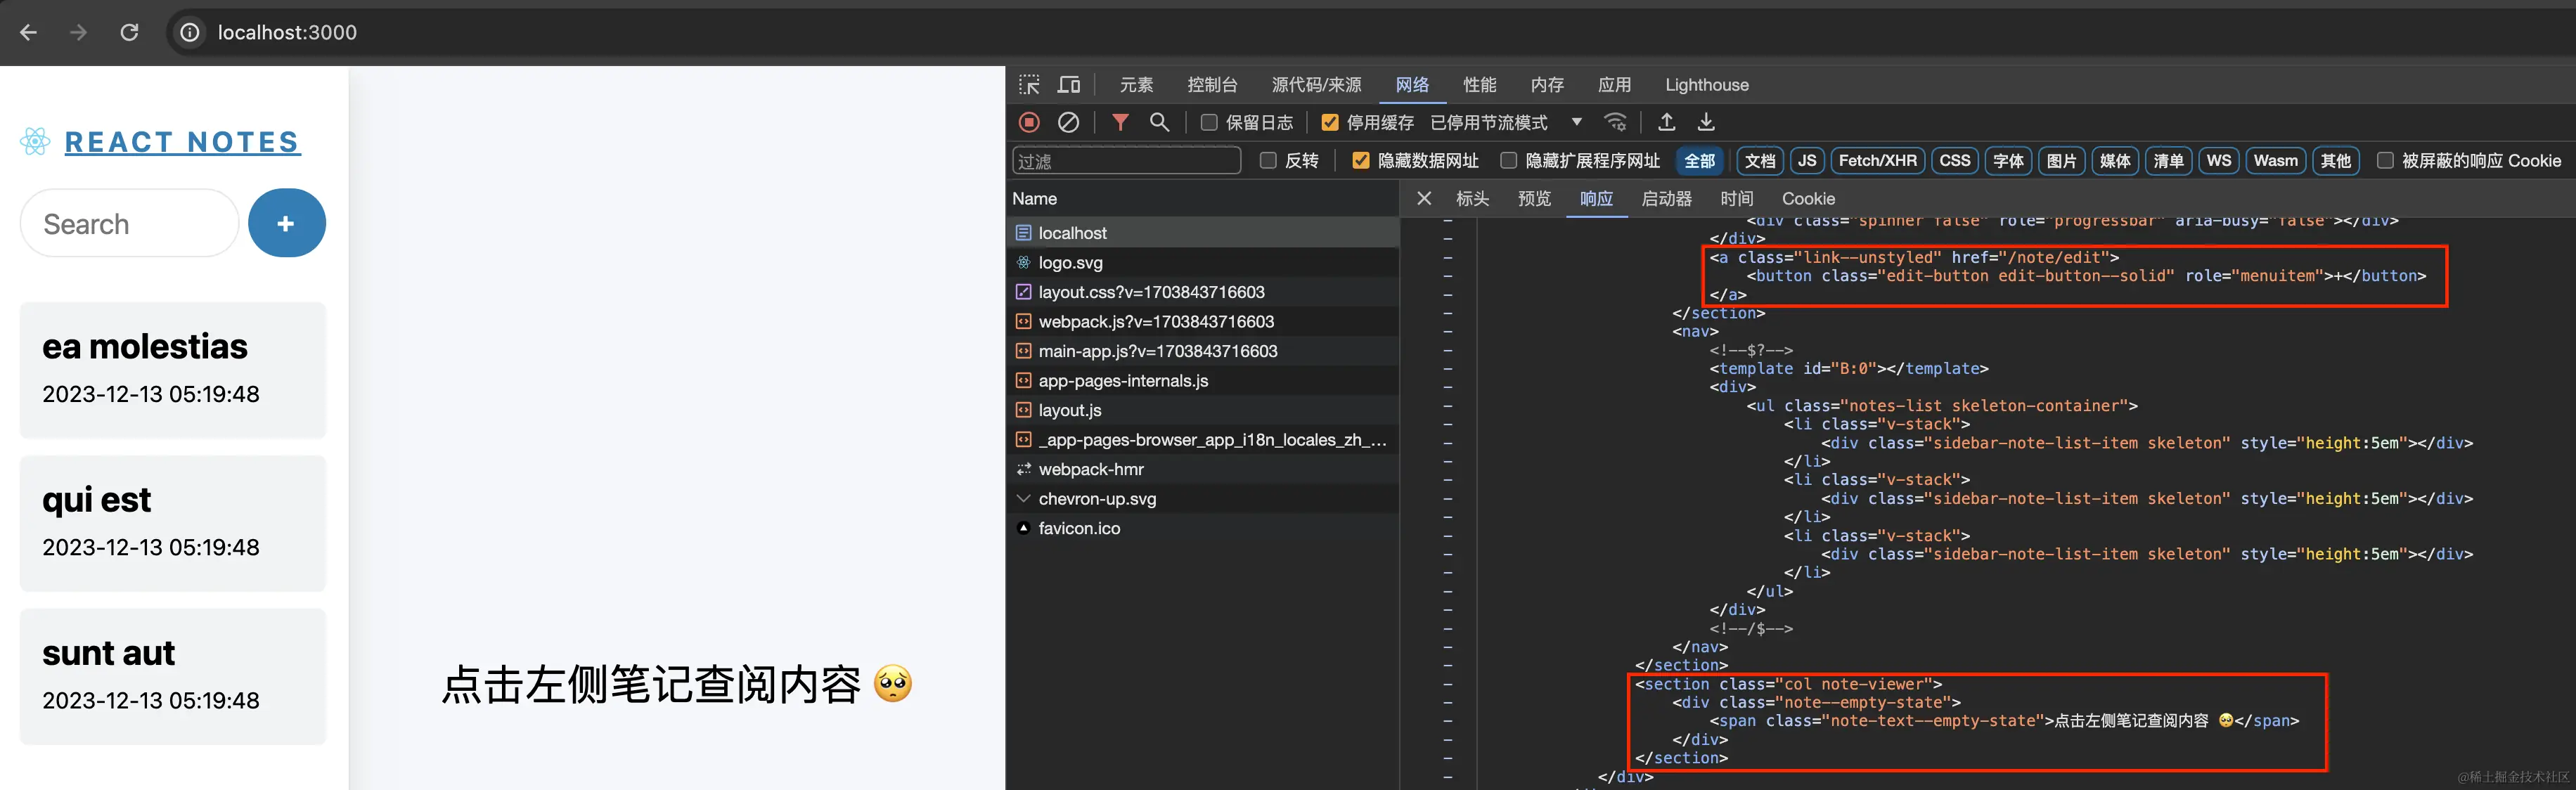 localhost:3000
REACT NOTES
Search
+
ea molestias
2023-12-13 05:19:48
qui est
2023-12-13 05:19:48
sunt aut
2023-12-13 05:19:48
点击左侧笔记查阅内容 🥺
元素 控制台 源代码/来源 网络 性能 内存 应用 Lighthouse
保留日志 停用缓存 已停用节流模式
过滤 反转 隐藏数据网址 隐藏扩展程序网址 全部 文档 JS Fetch/XHR CSS 字体 图片 媒体 清单 WS Wasm 其他 被屏蔽的响应 Cookie
Name
localhost
logo.svg
layout.css?v=1703843716603
webpack.js?v=1703843716603
main-app.js?v=1703843716603
app-pages-internals.js
layout.js
_app-pages-browser_app_i18n_locales_zh_...
webpack-hmr
chevron-up.svg
favicon.ico
标头 预览 响应 启动器 时间 Cookie
<div class="spinner false" role="progressbar" aria-busy="false"></div>
</div>
<a class="link--unstyled" href="/note/edit">
<button class="edit-button edit-button--solid" role="menuitem">+</button>
</a>
</section>
<nav>
<!--$?-->
<template id="B:0"></template>
<div>
<ul class="notes-list skeleton-container">
<li class="v-stack">
<div class="sidebar-note-list-item skeleton" style="height:5em"></div>
</li>
<li class="v-stack">
<div class="sidebar-note-list-item skeleton" style="height:5em"></div>
</li>
<li class="v-stack">
<div class="sidebar-note-list-item skeleton" style="height:5em"></div>
</li>
</ul>
</div>
<!--/$-->
</nav>
</section>
<section class="col note-viewer">
<div class="note--empty-state">
<span class="note-text--empty-state">点击左侧笔记查阅内容 🥺</span>
</div>
</section>
</div>
@稀土掘金技术社区